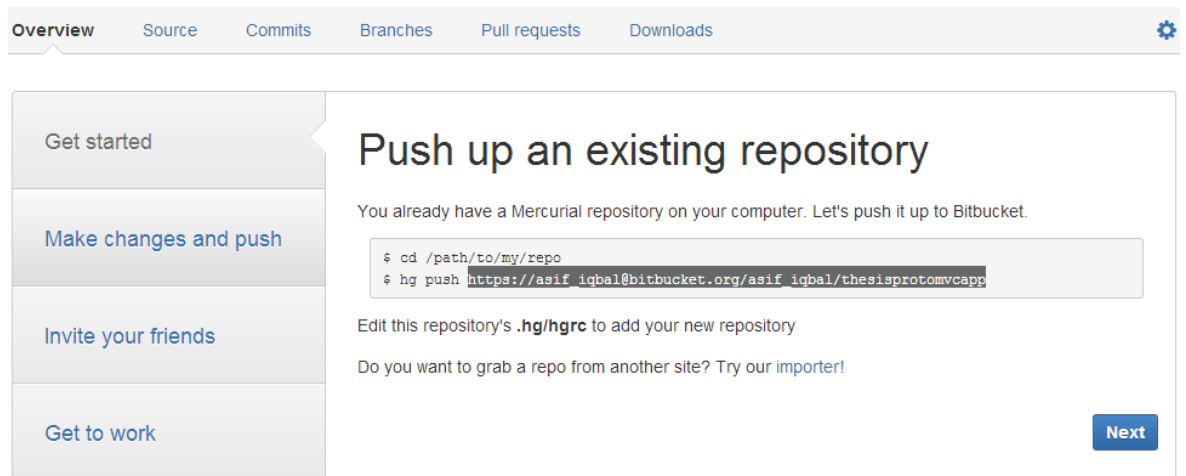 Overview Source Commits Branches Pull requests Downloads
Get started
Make changes and push
Invite your friends
Get to work
Push up an existing repository
You already have a Mercurial repository on your computer. Let's push it up to Bitbucket.
$ cd /path/to/my/repo
$ hg push https://asif_iqbal@bitbucket.org/asif_iqbal/thesisprotomvcapp
Edit this repository's .hg/hgrc to add your new repository
Do you want to grab a repo from another site? Try our importer!
Next